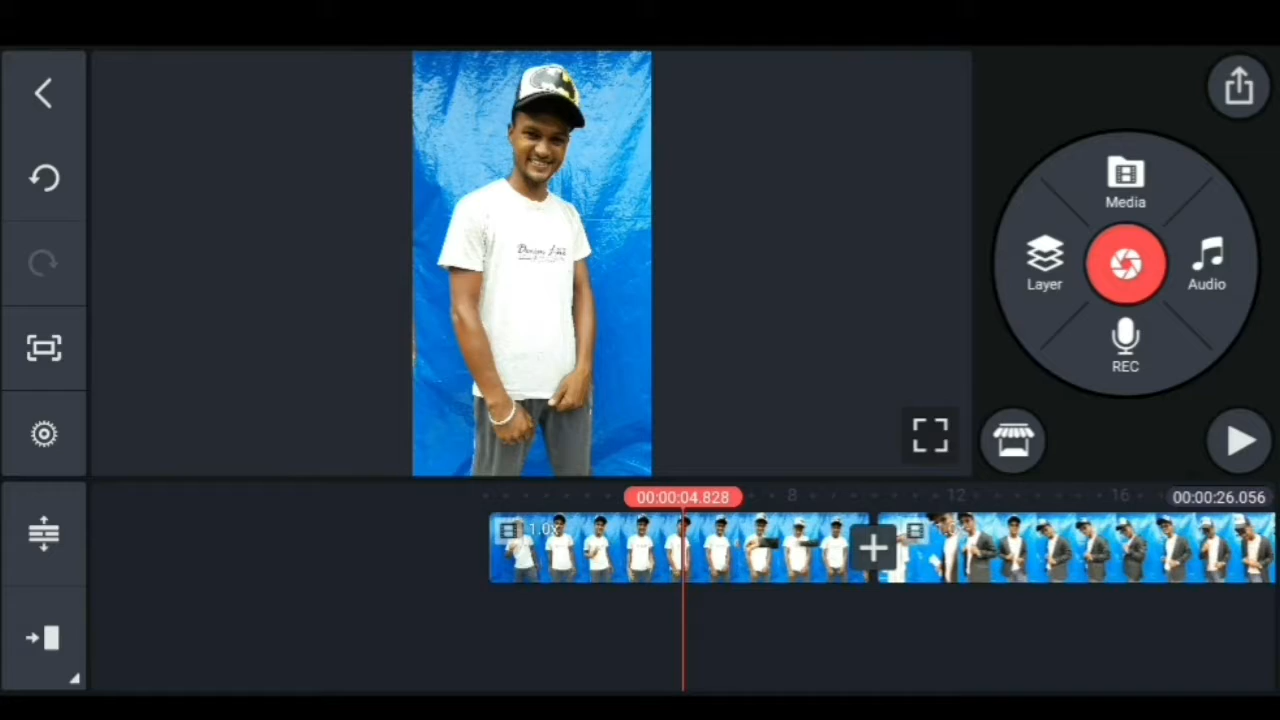 Media
Layer
Audio
REC
00:00:04.828
8
12
16
00:00:26.056
1.0x